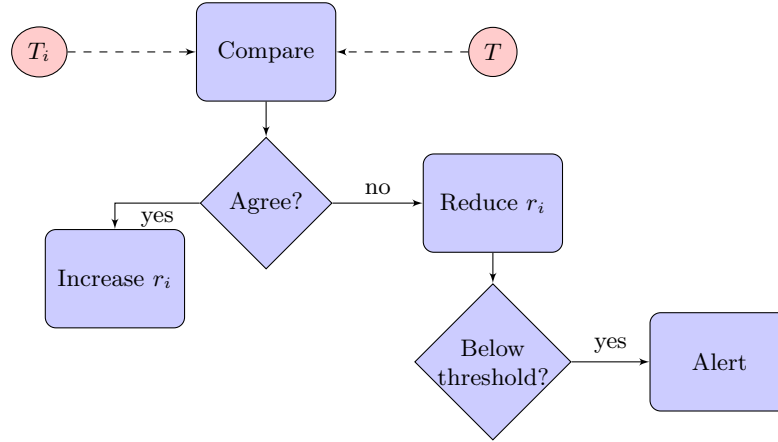 T_i
Compare
T
Agree?
no
Reduce r_i
yes
Increase r_i
Below
threshold?
yes
Alert